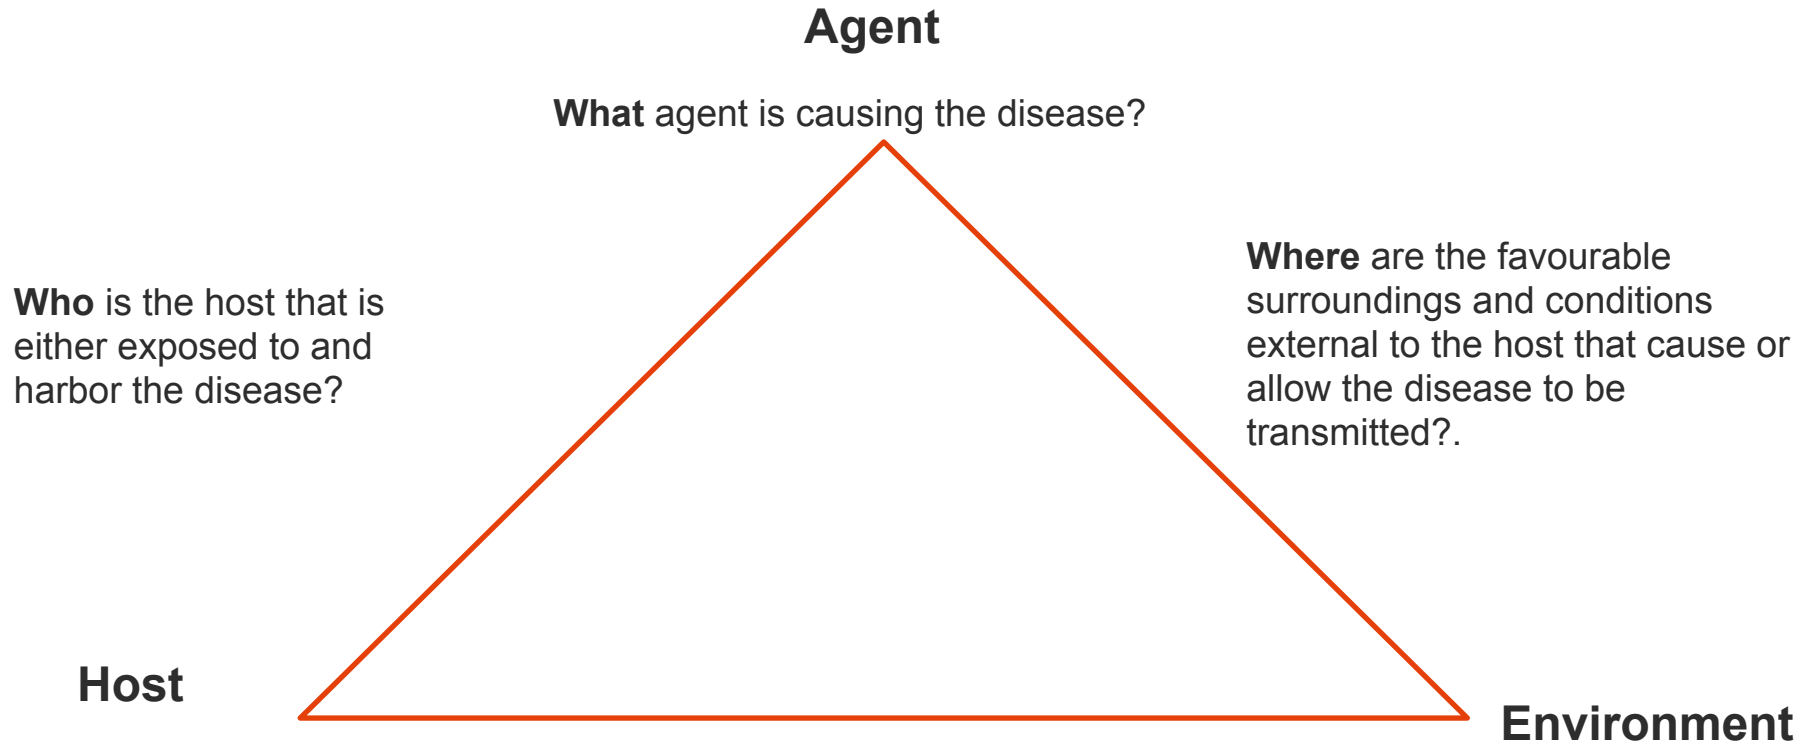 Agent
What agent is causing the disease?
Who is the host that is
either exposed to and
harbor the disease?
Where are the favourable
surroundings and conditions
external to the host that cause or
allow the disease to be
transmitted?.
Host
Environment